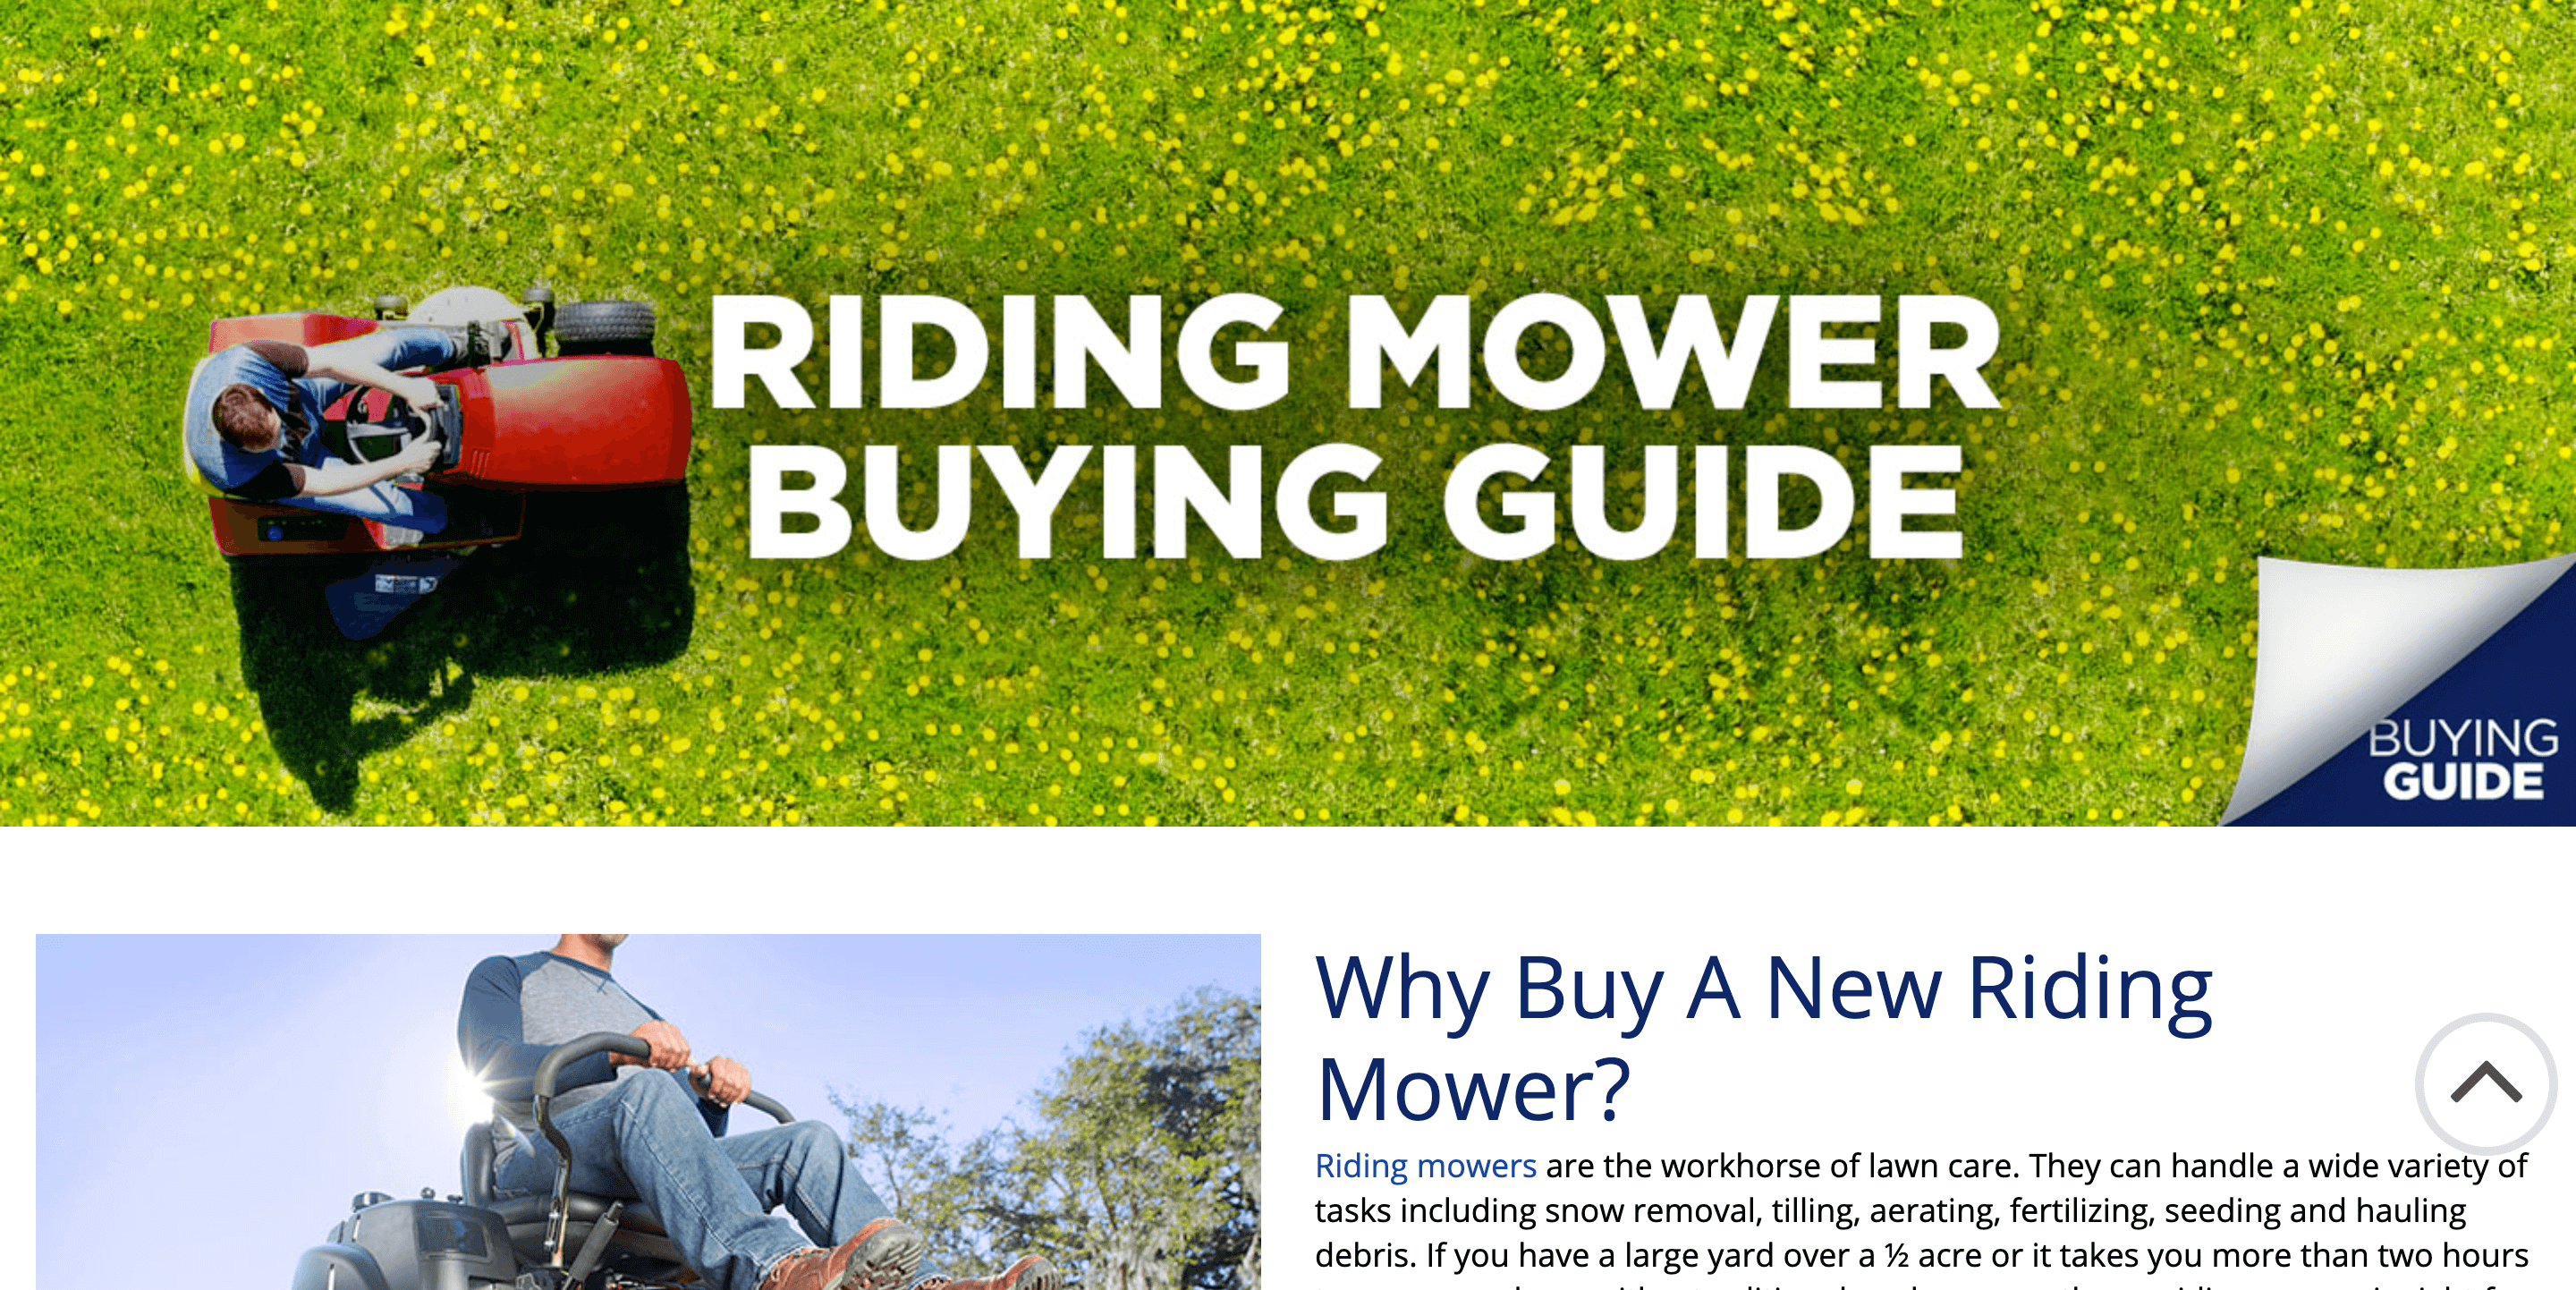 RIDING MOWER
BUYING GUIDE
BUYING
GUIDE
Why Buy A New Riding
Mower?
Riding mowers are the workhorse of lawn care. They can handle a wide variety of
tasks including snow removal, tilling, aerating, fertilizing, seeding and hauling
debris. If you have a large yard over a ½ acre or it takes you more than two hours